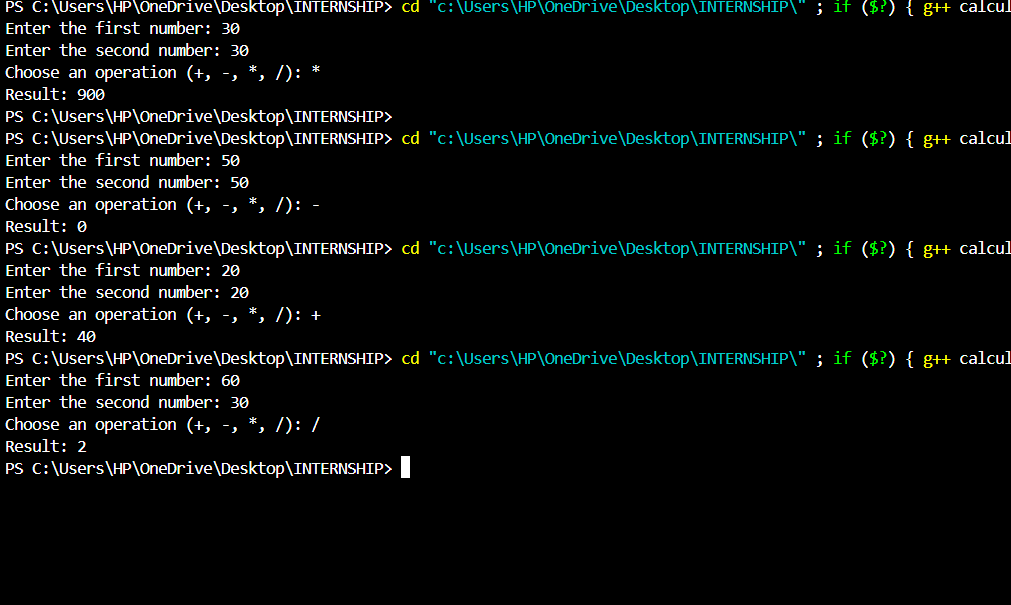 PS C:\Users\HP\OneDrive\Desktop\INTERNSHIP> cd "c:\Users\HP\OneDrive\Desktop\INTERNSHIP\" ; if ($?) { g++ calcul
Enter the first number: 30
Enter the second number: 30
Choose an operation (+, -, *, /): *
Result: 900
PS C:\Users\HP\OneDrive\Desktop\INTERNSHIP>
PS C:\Users\HP\OneDrive\Desktop\INTERNSHIP> cd "c:\Users\HP\OneDrive\Desktop\INTERNSHIP\" ; if ($?) { g++ calcul
Enter the first number: 50
Enter the second number: 50
Choose an operation (+, -, *, /): -
Result: 0
PS C:\Users\HP\OneDrive\Desktop\INTERNSHIP> cd "c:\Users\HP\OneDrive\Desktop\INTERNSHIP\" ; if ($?) { g++ calcul
Enter the first number: 20
Enter the second number: 20
Choose an operation (+, -, *, /): +
Result: 40
PS C:\Users\HP\OneDrive\Desktop\INTERNSHIP> cd "c:\Users\HP\OneDrive\Desktop\INTERNSHIP\" ; if ($?) { g++ calcul
Enter the first number: 60
Enter the second number: 30
Choose an operation (+, -, *, /): /
Result: 2
PS C:\Users\HP\OneDrive\Desktop\INTERNSHIP>